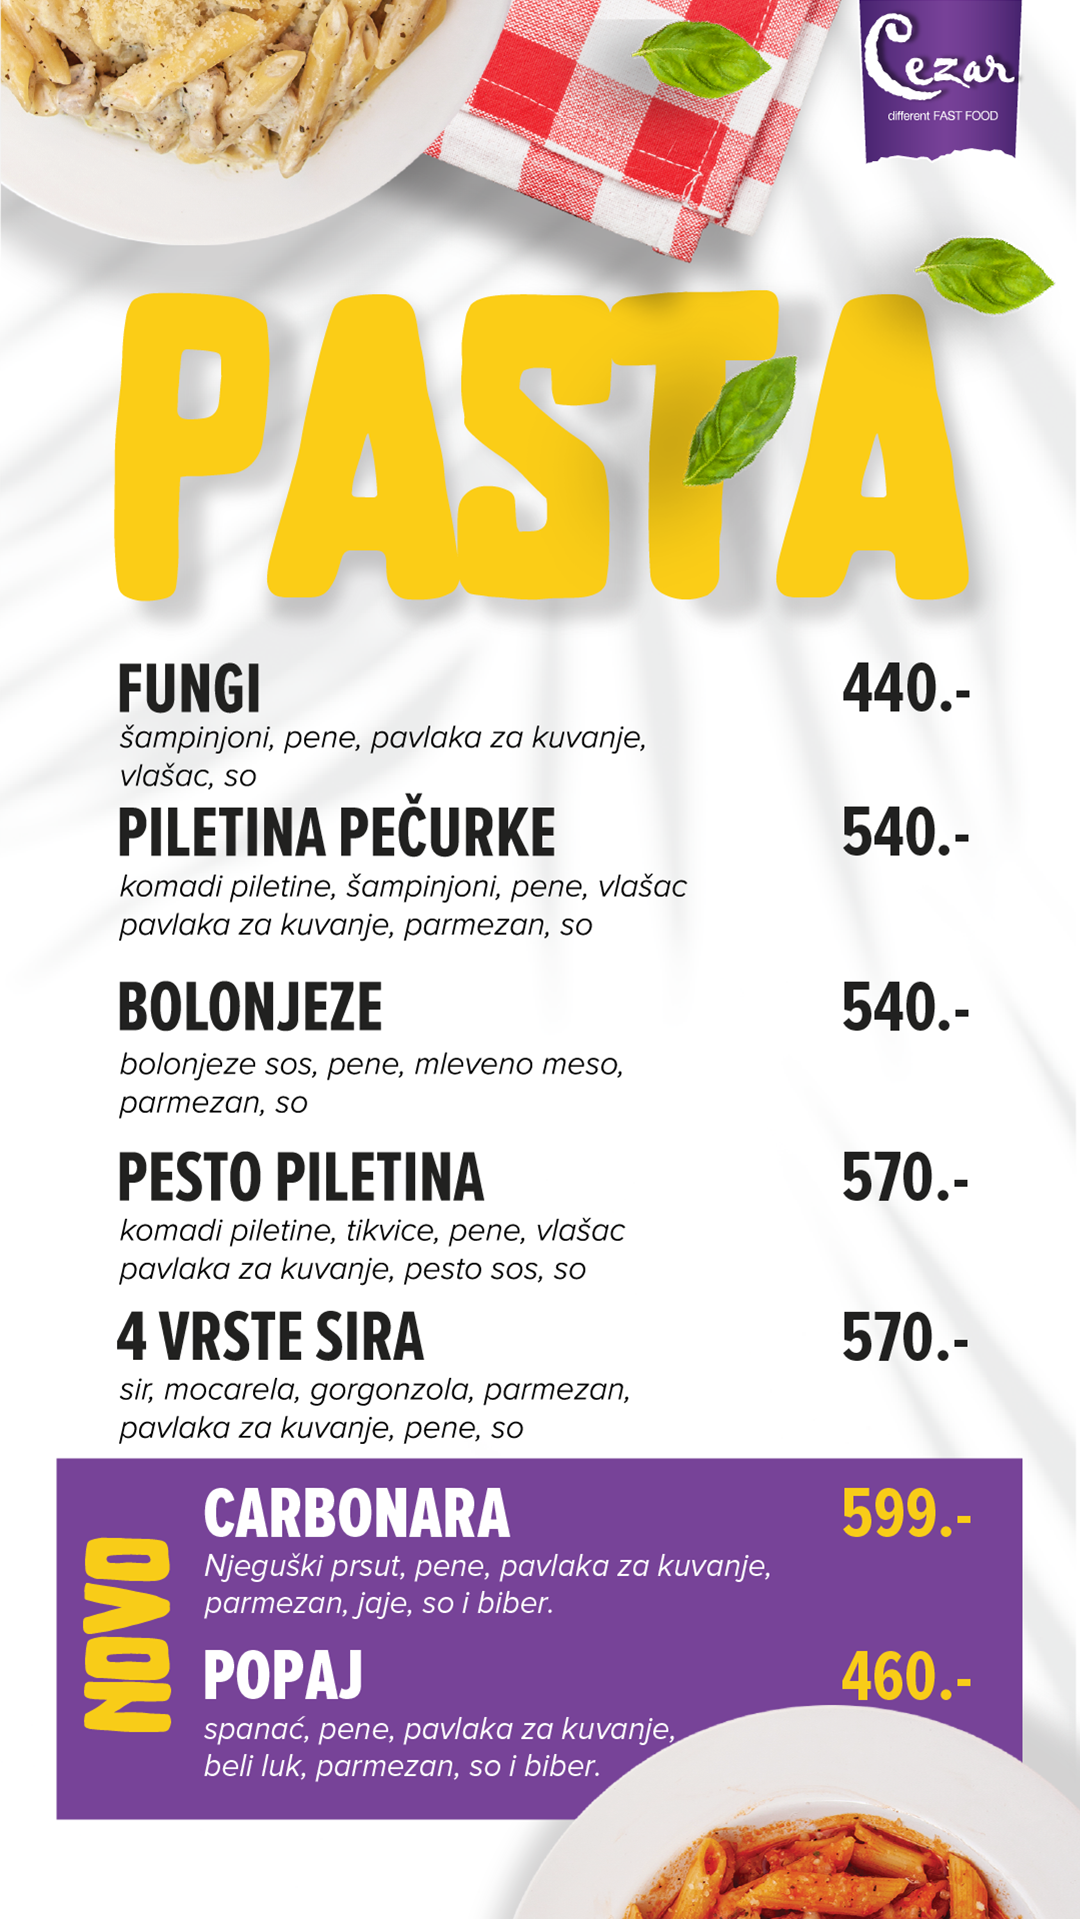 Cezar
different FAST FOOD
PASTA
FUNGI 440.-
šampinjoni, pene, pavlaka za kuvanje,
vlašac, so
PILETINA PEČURKE 540.-
komadi piletine, šampinjoni, pene, vlašac
pavlaka za kuvanje, parmezan, so
BOLONJEZE 540.-
bolonjeze sos, pene, mleveno meso,
parmezan, so
PESTO PILETINA 570.-
komadi piletine, tikvice, pene, vlašac
pavlaka za kuvanje, pesto sos, so
4 VRSTE SIRA 570.-
sir, mocarela, gorgonzola, parmezan,
pavlaka za kuvanje, pene, so
NOVO
CARBONARA 599.-
Njeguški prsut, pene, pavlaka za kuvanje,
parmezan, jaje, so i biber.
POPAJ 460.-
spanać, pene, pavlaka za kuvanje,
beli luk, parmezan, so i biber.